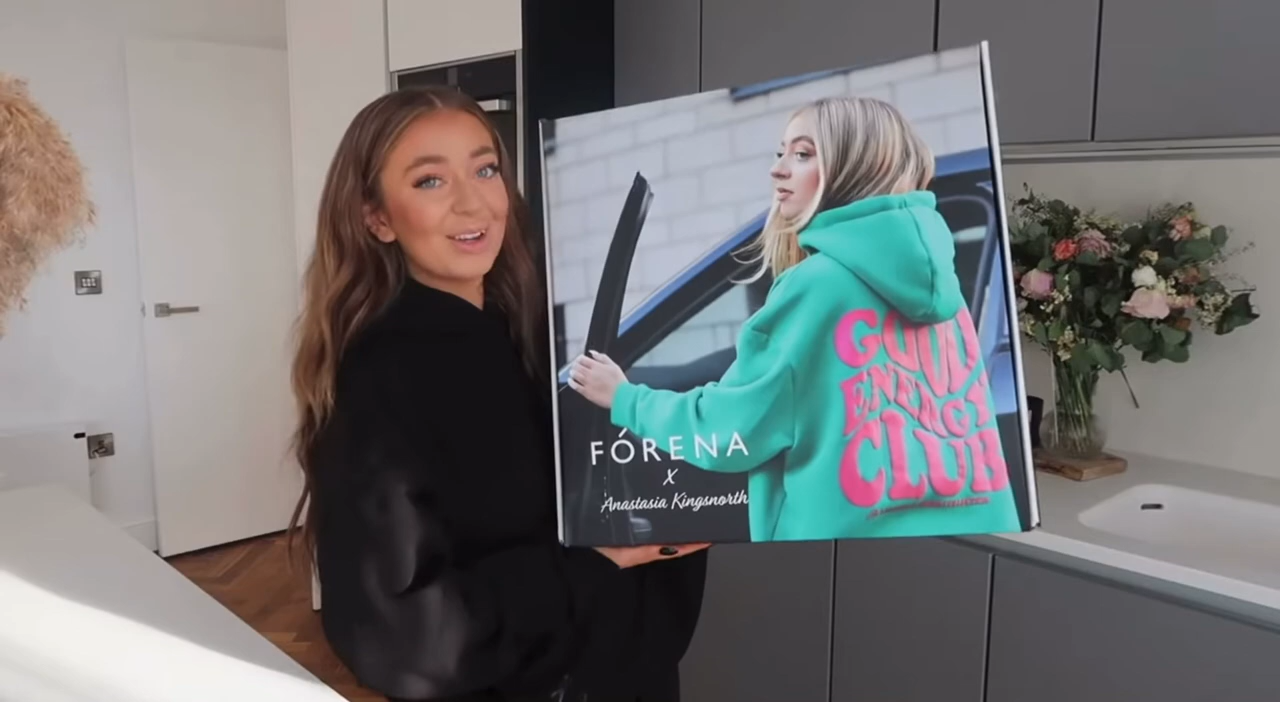 GOOD
ENERGY
CLUB
FÓRENA
X
Anastasia Kingsnorth